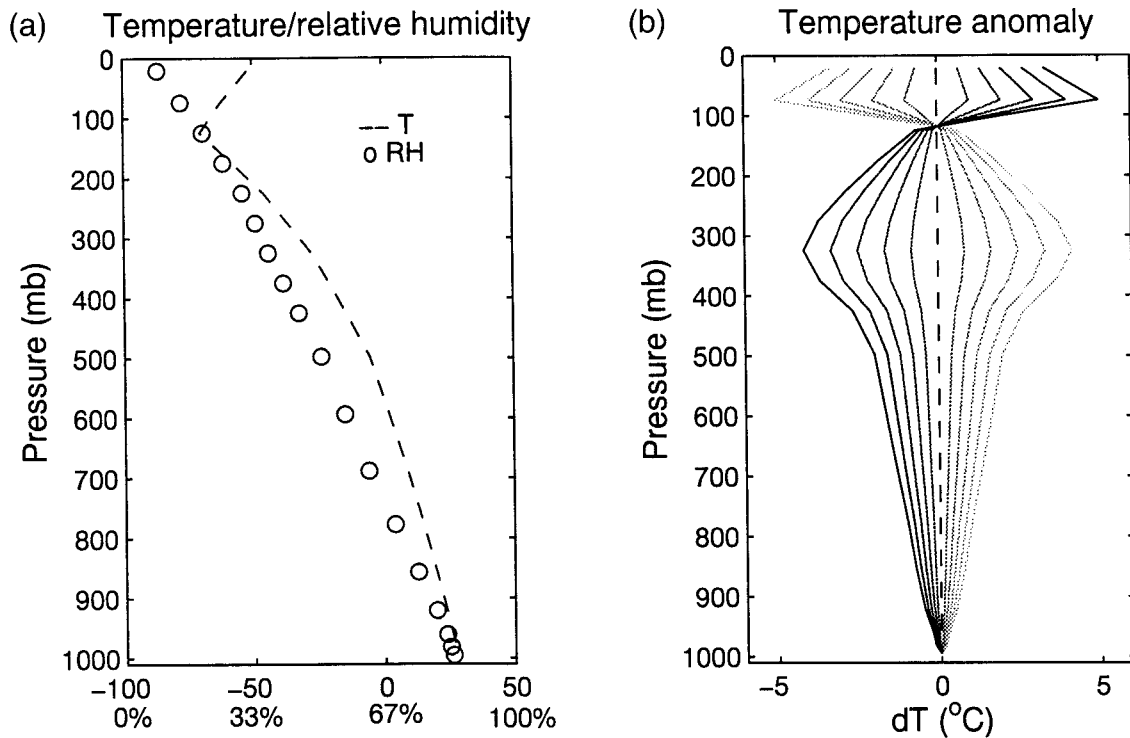 (a) Temperature/relative humidity
0
100
200
300
400
500
600
700
800
900
1000
Pressure (mb)
— T
o RH
−100 −50 0 50
0% 33% 67% 100%
(b) Temperature anomaly
0
100
200
300
400
500
600
700
800
900
1000
Pressure (mb)
−5 0 5
dT (°C)